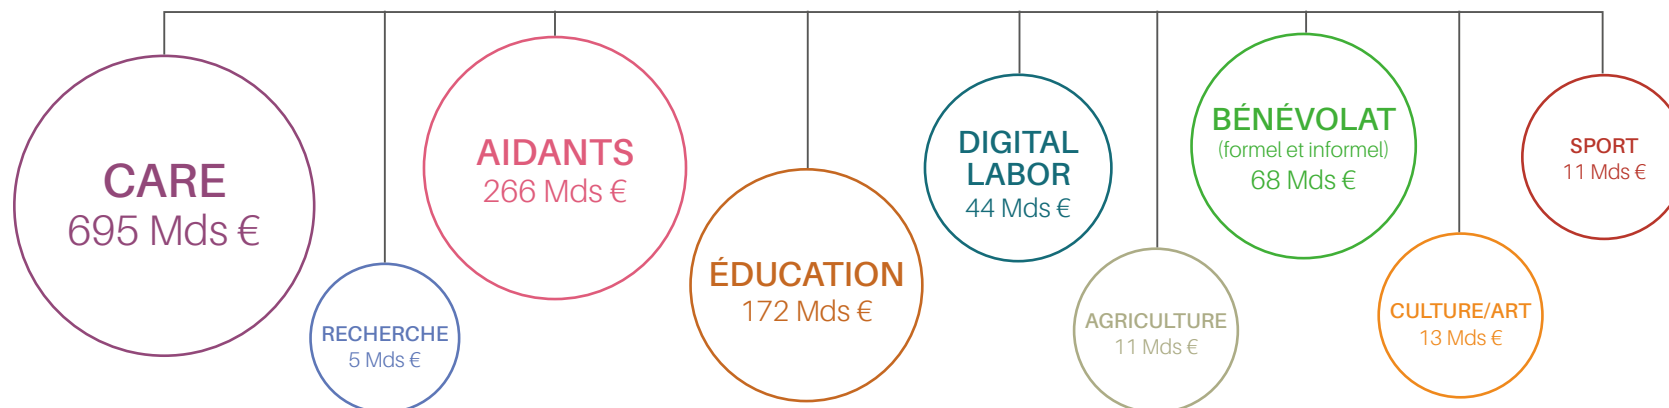 CARE
695 Mds €
RECHERCHE
5 Mds €
AIDANTS
266 Mds €
ÉDUCATION
172 Mds €
DIGITAL
LABOR
44 Mds €
AGRICULTURE
11 Mds €
BÉNÉVOLAT
(formel et informel)
68 Mds €
CULTURE/ART
13 Mds €
SPORT
11 Mds €